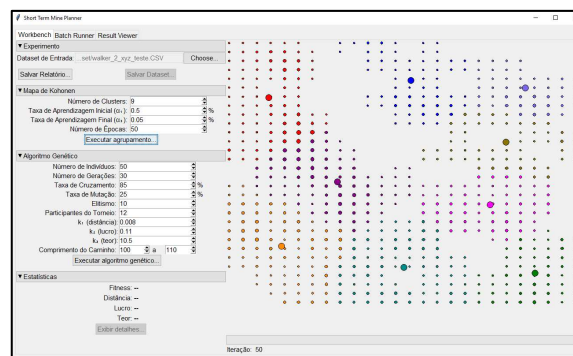 Short Term Mine Planner
Workbench Batch Runner Result Viewer
▼ Experimento
Dataset de Entrada: ...set/walker_2_xyz_teste.CSV Choose...
Salvar Relatório... Salvar Dataset...
▼ Mapa de Kohonen
Número de Clusters: 9
Taxa de Aprendizagem Inicial (α₀): 0.5 %
Taxa de Aprendizagem Final (α₁): 0.05 %
Número de Épocas: 50
Executar agrupamento...
▼ Algoritmo Genético
Número de Indivíduos: 50
Número de Gerações: 30
Taxa de Cruzamento: 85 %
Taxa de Mutação: 25 %
Elitismo: 10
Participantes do Torneio: 12
k₁ (distância): 0.008
k₂ (lucro): 0.11
k₃ (teor): 10.5
Comprimento do Caminho: 100 a 110
Executar algoritmo genético...
▼ Estatísticas
Fitness: --
Distância: --
Lucro: --
Teor: --
Exibir detalhes...
Iteração: 50